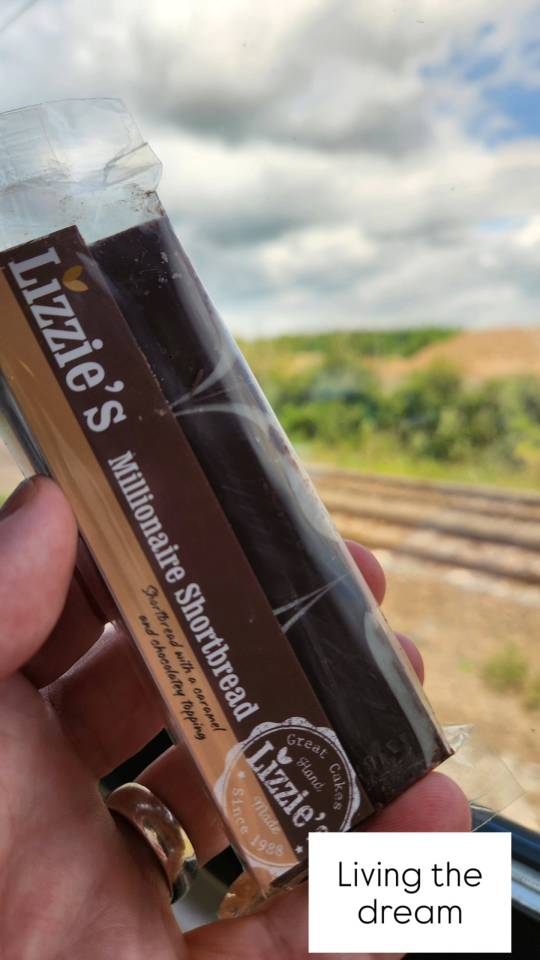 Lizzie's
Millionaire Shortbread
Shortbread with a caramel
and chocolatey topping
Great Cakes
Hand
Lizzie's
Made
Since 1988
Living the
dream